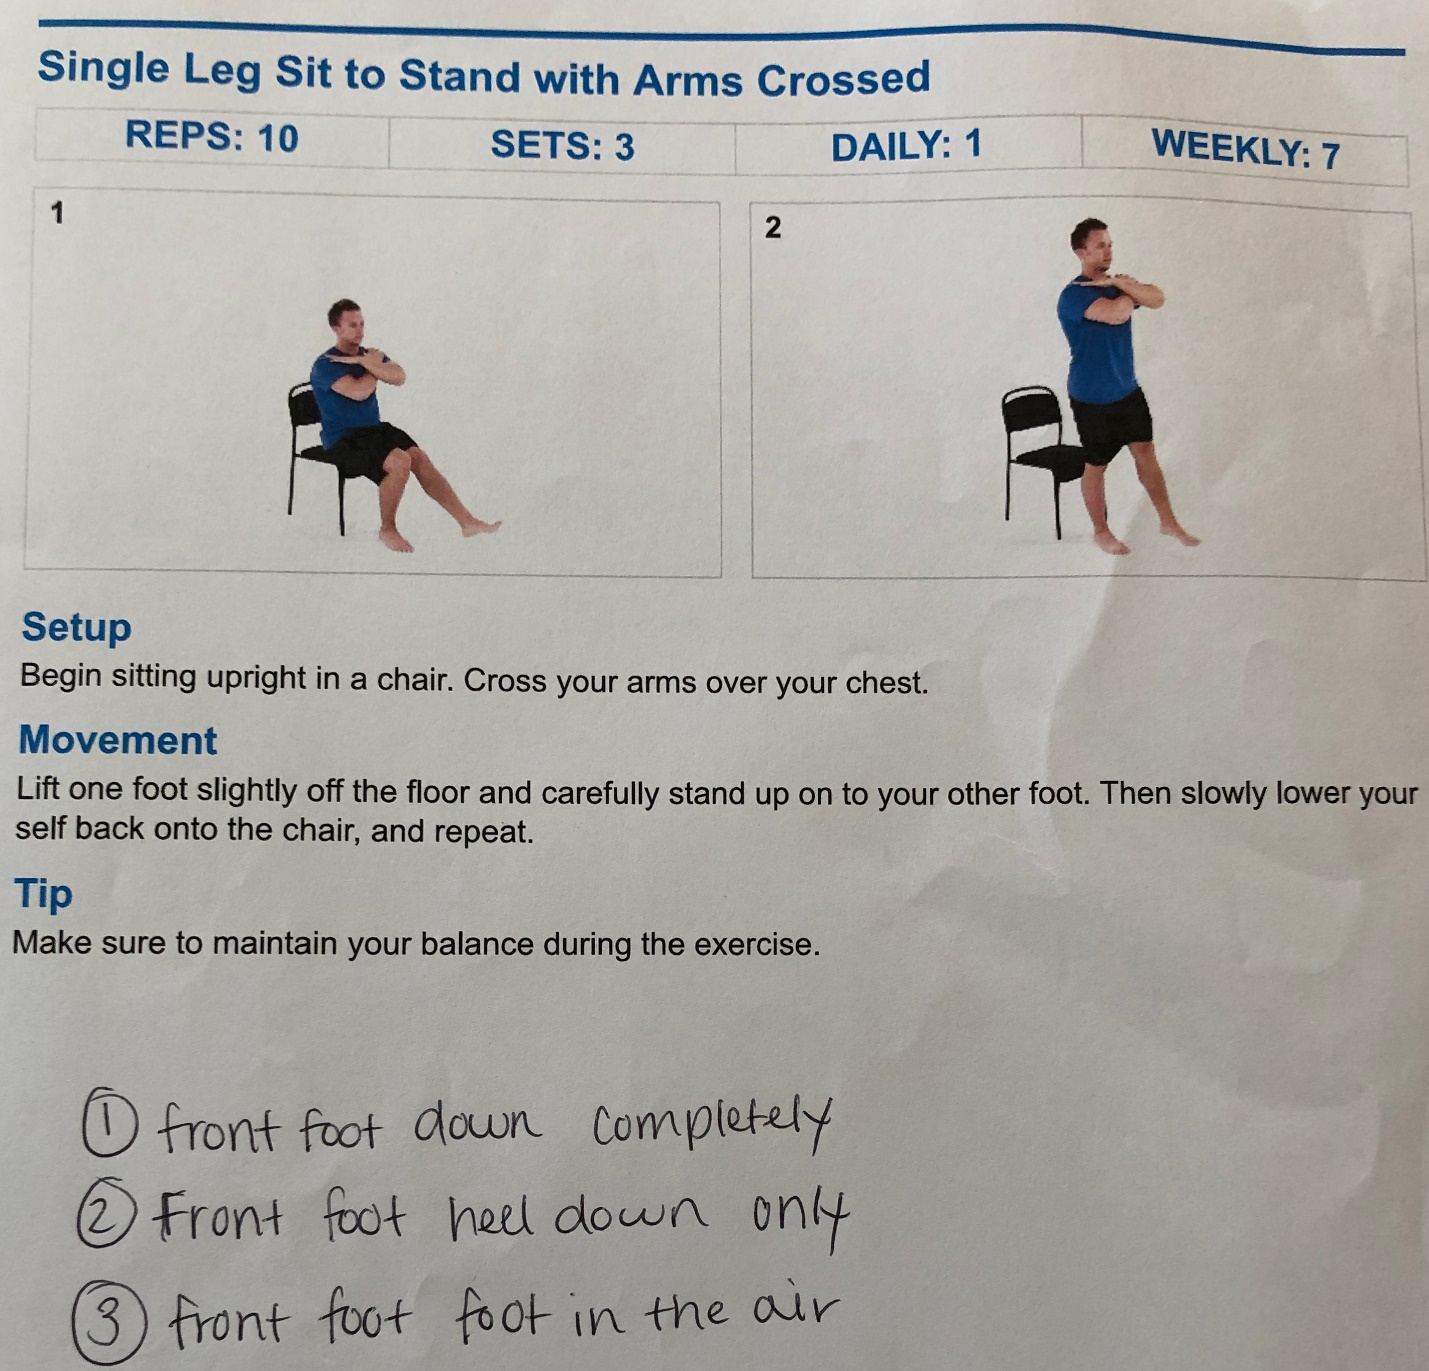 Single Leg Sit to Stand with Arms Crossed
REPS: 10 SETS: 3 DAILY: 1 WEEKLY: 7
1 2
Setup
Begin sitting upright in a chair. Cross your arms over your chest.
Movement
Lift one foot slightly off the floor and carefully stand up on to your other foot. Then slowly lower your
self back onto the chair, and repeat.
Tip
Make sure to maintain your balance during the exercise.
① front foot down completely
② Front foot heel down only
③ front foot foot in the air